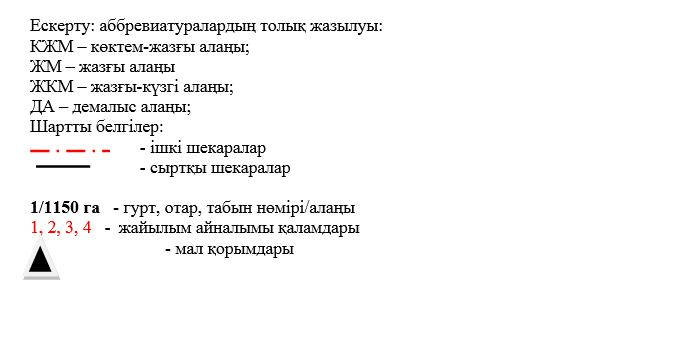 Ескерту: аббревиатуралардың толық жазылуы:
КЖМ – көктем-жазғы алаңы;
ЖМ – жазғы алаңы
ЖКМ – жазғы-күзгі алаңы;
ДА – демалыс алаңы;
Шартты белгілер:
- ішкі шекаралар
- сыртқы шекаралар
1/1150 га - гурт, отар, табын нөмірі/алаңы
1, 2, 3, 4 - жайылым айналымы қаламдары
- мал қорымдары